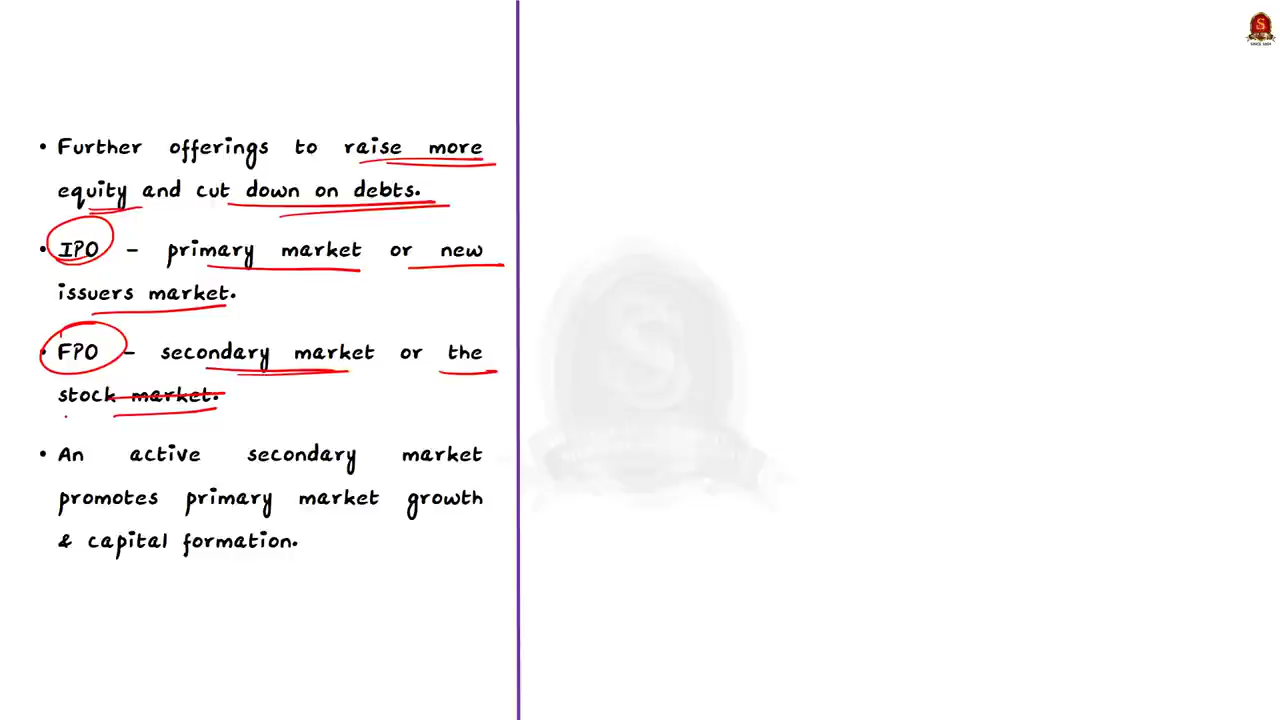 • Further offerings to raise more
equity and cut down on debts.
• IPO – primary market or new
issuers market.
• FPO – secondary market or the
stock market.
• An active secondary market
promotes primary market growth
& capital formation.